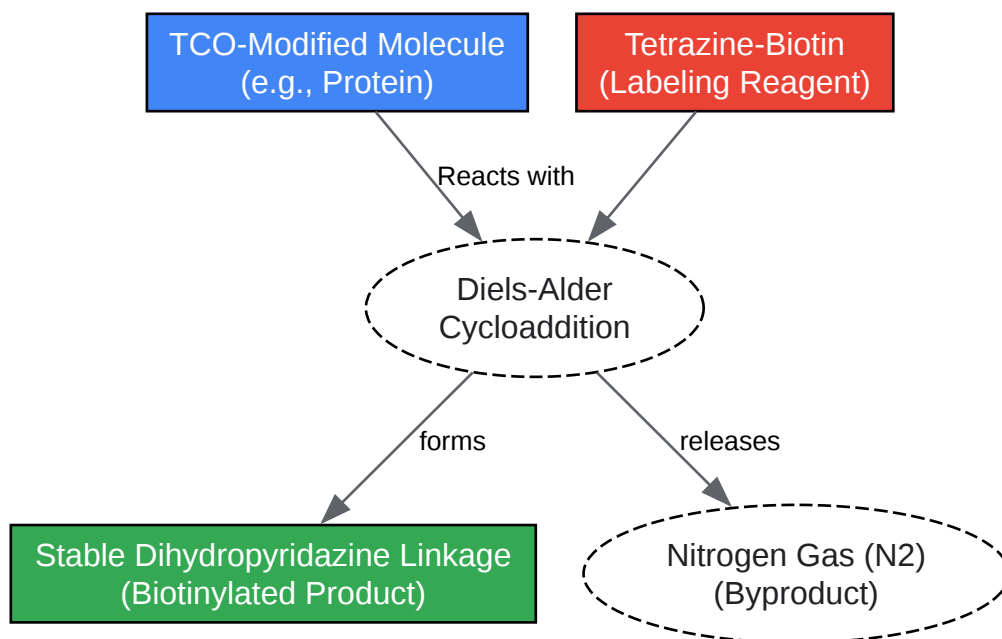 TCO-Modified Molecule
(e.g., Protein)
Tetrazine-Biotin
(Labeling Reagent)
Reacts with
Diels-Alder
Cycloaddition
forms
releases
Stable Dihydropyridazine Linkage
(Biotinylated Product)
Nitrogen Gas (N2)
(Byproduct)